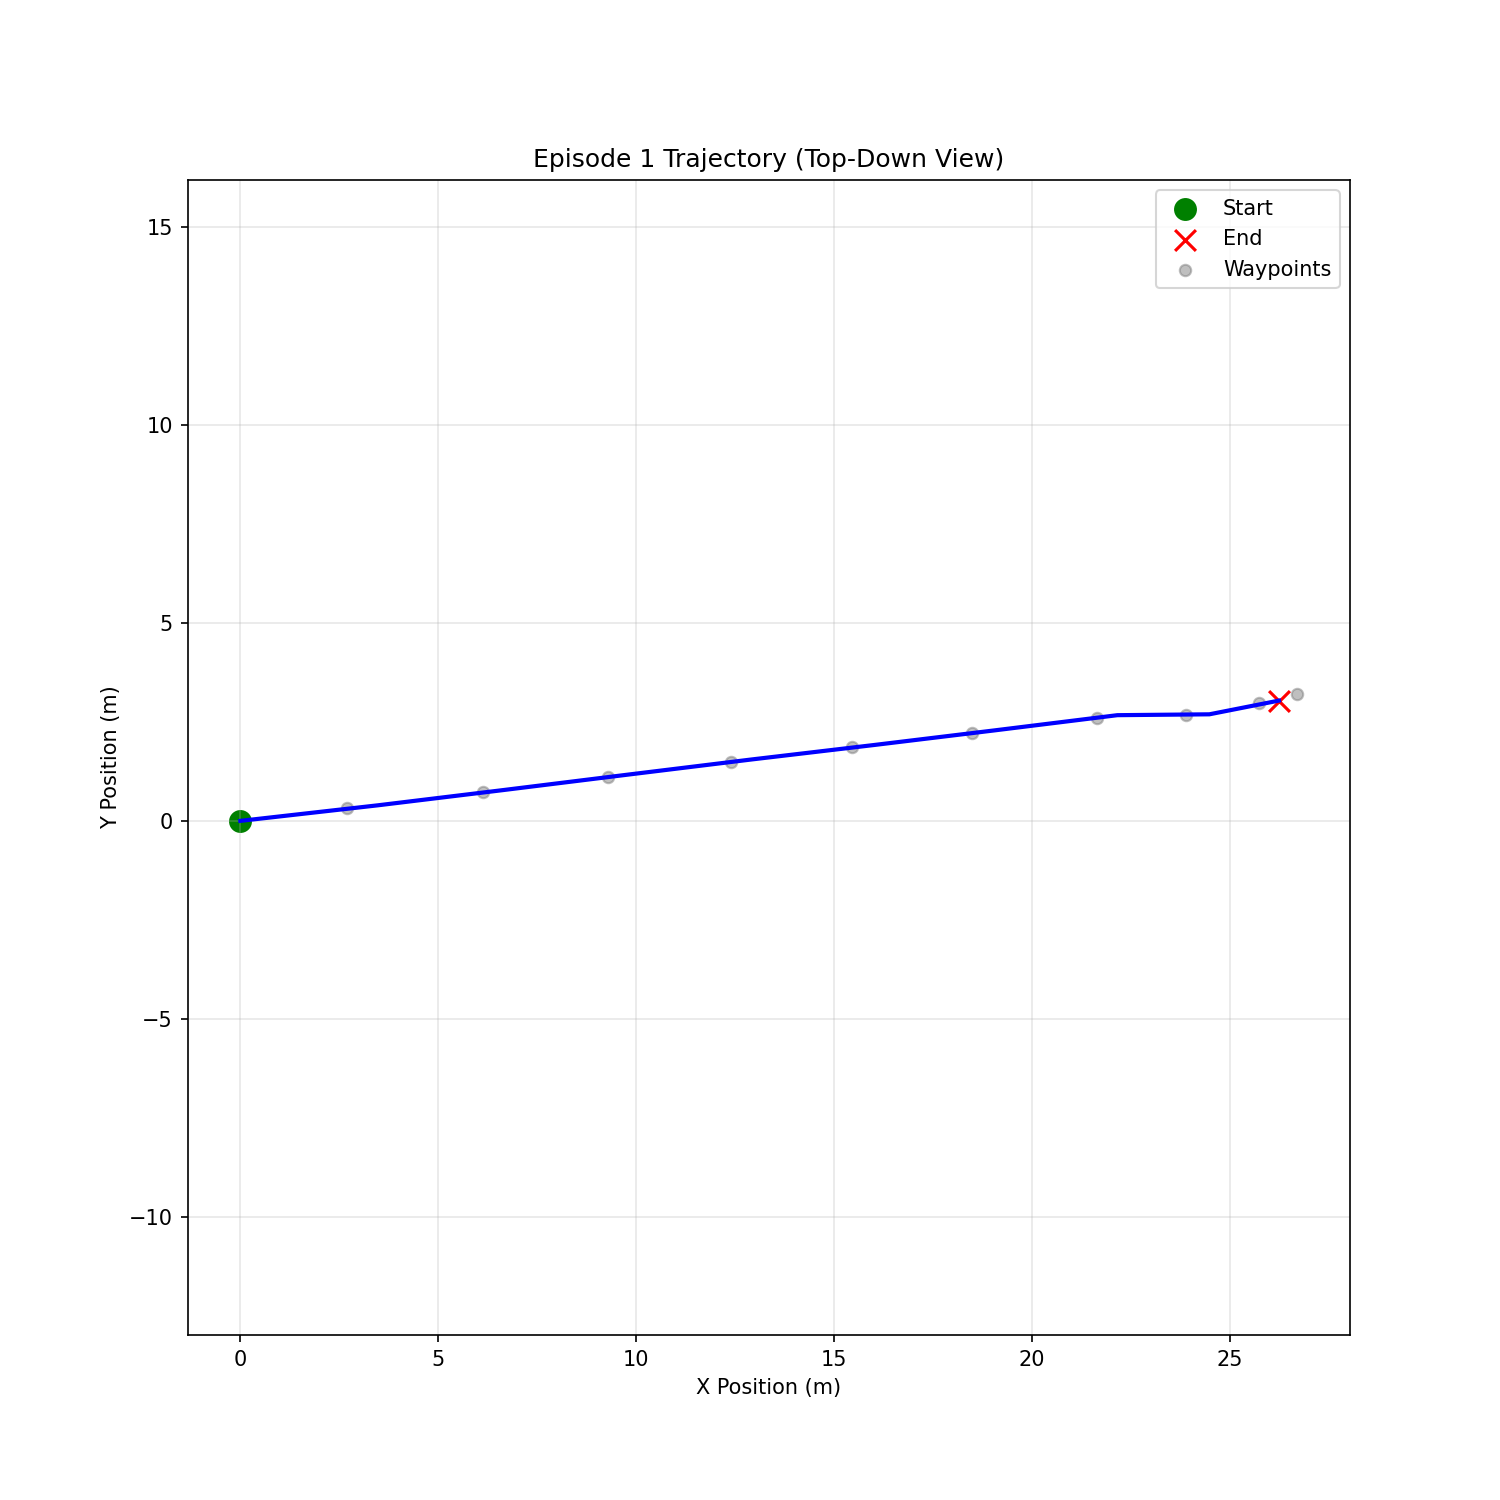 Episode 1 Trajectory (Top-Down View)
Start
End
Waypoints
15
10
5
0
−5
−10
Y Position (m)
0 5 10 15 20 25
X Position (m)